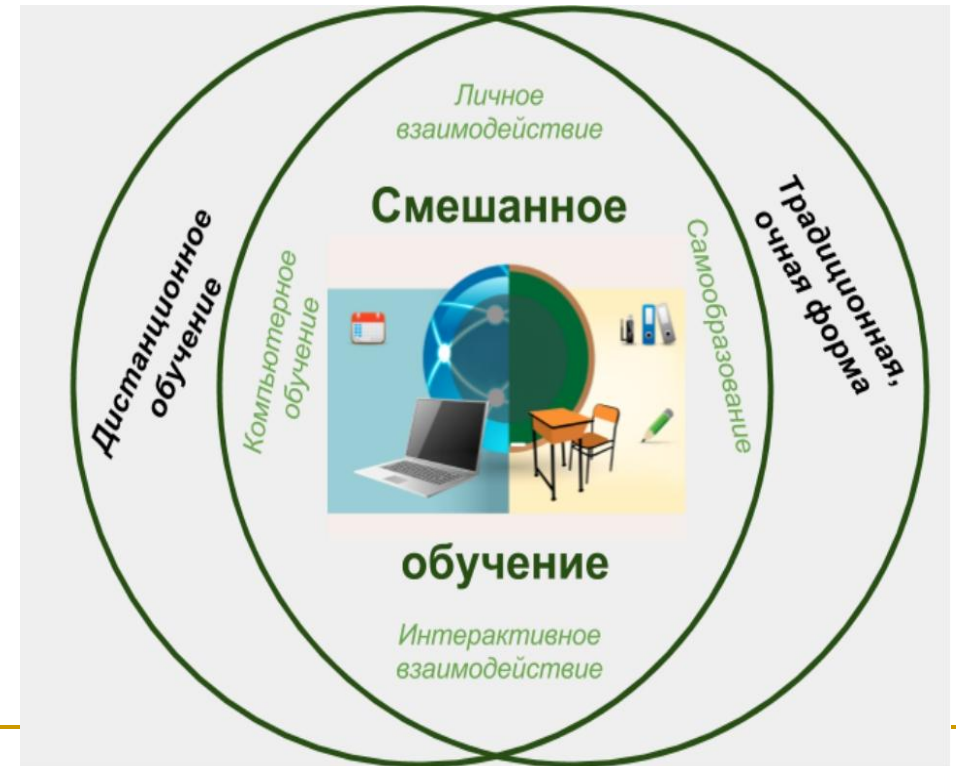 Личное
взаимодействие
Смешанное
Дистанционное
обучение
Компьютерное
обучение
Самообразование
Традиционная,
очная форма
обучение
Интерактивное
взаимодействие